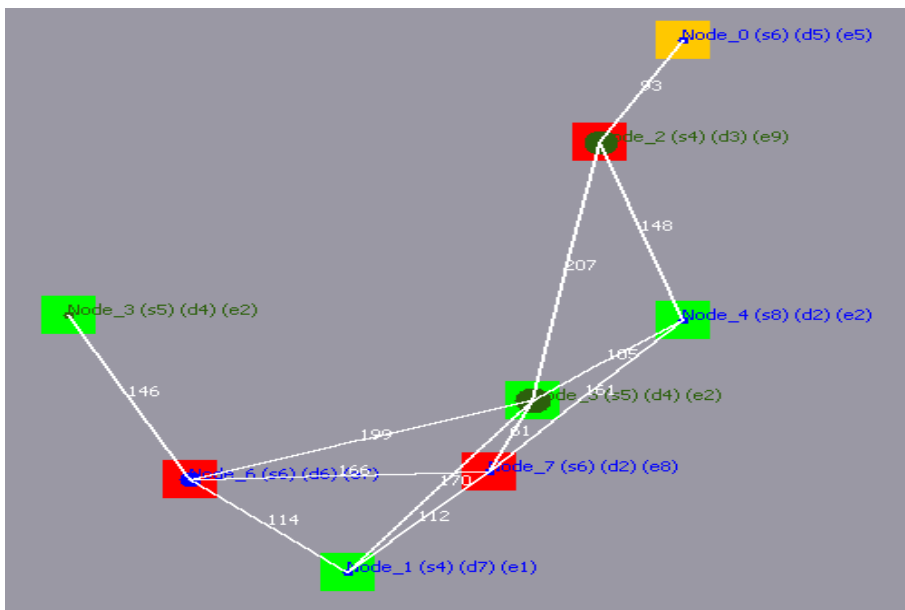 Node_0 (s6) (d5) (e5)
93
ode_2 (s4) (d3) (e9)
148
207
Node_3 (s5) (d4) (e2)
Node_4 (s8) (d2) (e2)
105
146
161
ode_5 (s5) (d4) (e2)
61
199
Node_7 (s6) (d2) (e8)
166
Node_6 (s6) (d6)
170
112
114
Node_1 (s4) (d7) (e1)